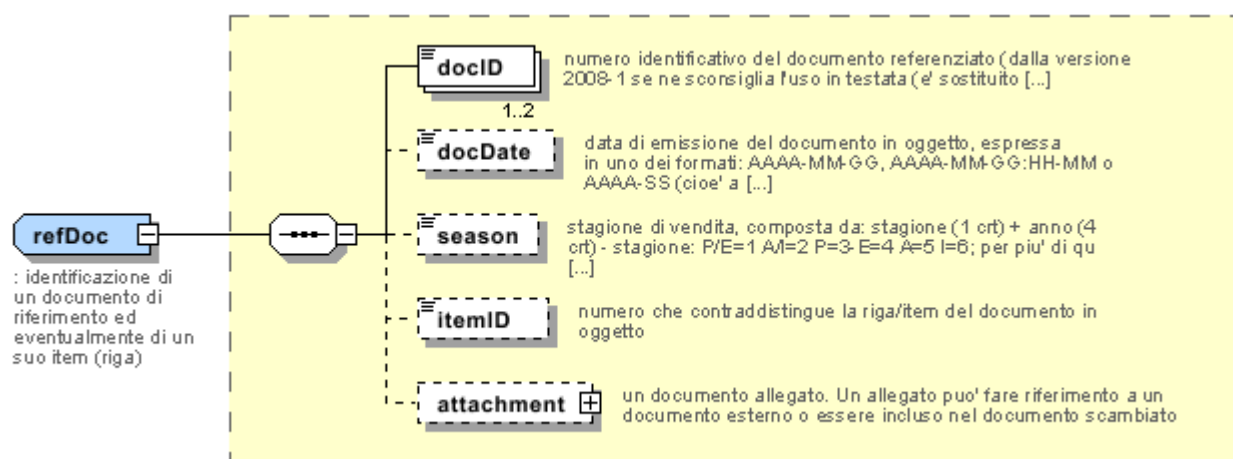 docID
numero identificativo del documento referenziato (dalla versione
2008-1 se ne sconsiglia l'uso in testata (e' sostituito [...]
1..2
docDate
data di emissione del documento in oggetto, espressa
in uno dei formati: AAAA-MM-GG, AAAA-MM-GG:HH-MM o
AAAA-SS (cioe' a [...]
refDoc
: identificazione di
un documento di
riferimento ed
eventualmente di un
suo item (riga)
season
stagione di vendita, composta da: stagione (1 crt) + anno (4
crt) - stagione: P/E=1 A/I=2 P=3 E=4 A=5 I=6; per piu' di qu
[...]
itemID
numero che contraddistingue la riga/item del documento in
oggetto
attachment
un documento allegato. Un allegato puo' fare riferimento a un
documento esterno o essere incluso nel documento scambiato